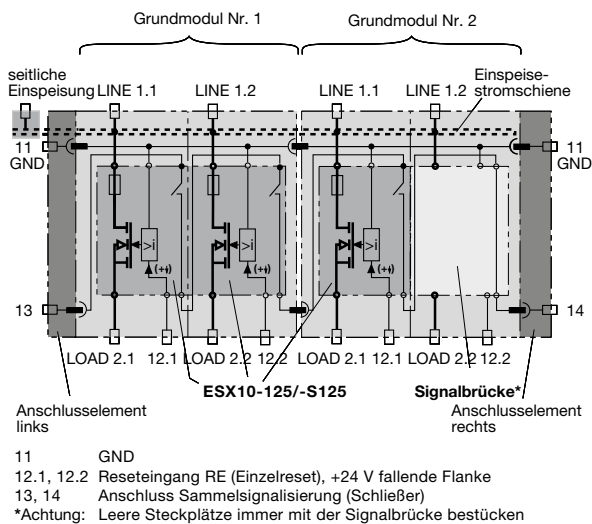 Grundmodul Nr. 1 Grundmodul Nr. 2
seitliche
Einspeisung LINE 1.1 LINE 1.2 LINE 1.1 LINE 1.2 Einspeise-
stromschiene
11
GND
11
GND
>i >i >i
(+) (+) (+)
13 14
LOAD 2.1 12.1 LOAD 2.2 12.2 LOAD 2.1 12.1 LOAD 2.2 12.2
ESX10-125/-S125 Signalbrücke*
Anschlusselement
links
Anschlusselement
rechts
11 GND
12.1, 12.2 Reseteingang RE (Einzelreset), +24 V fallende Flanke
13, 14 Anschluss Sammelsignalisierung (Schließer)
*Achtung: Leere Steckplätze immer mit der Signalbrücke bestücken